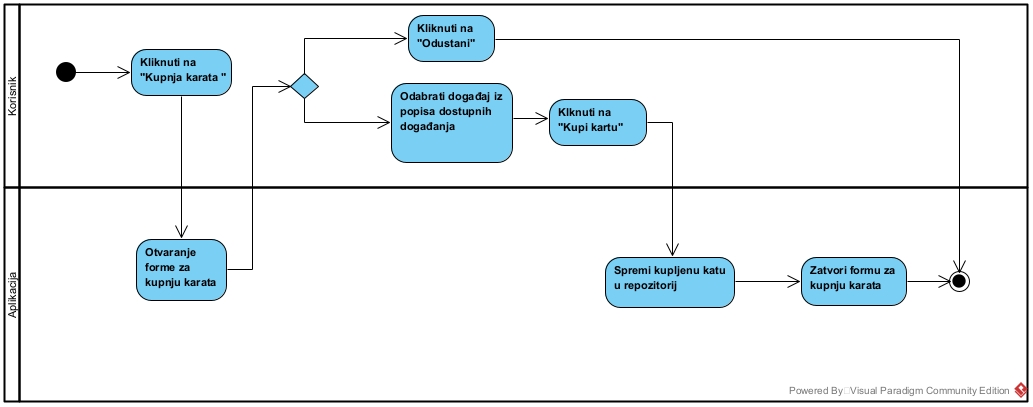 Korisnik
Kliknuti na
"Kupnja karata "
Kliknuti na
"Odustani"
Odabrati događaj iz
popisa dostupnih
događanja
Klknuti na
"Kupi kartu"
Aplikacija
Otvaranje
forme za
kupnju karata
Spremi kupljenu katu
u repozitorij
Zatvori formu za
kupnju karata
Powered By Visual Paradigm Community Edition